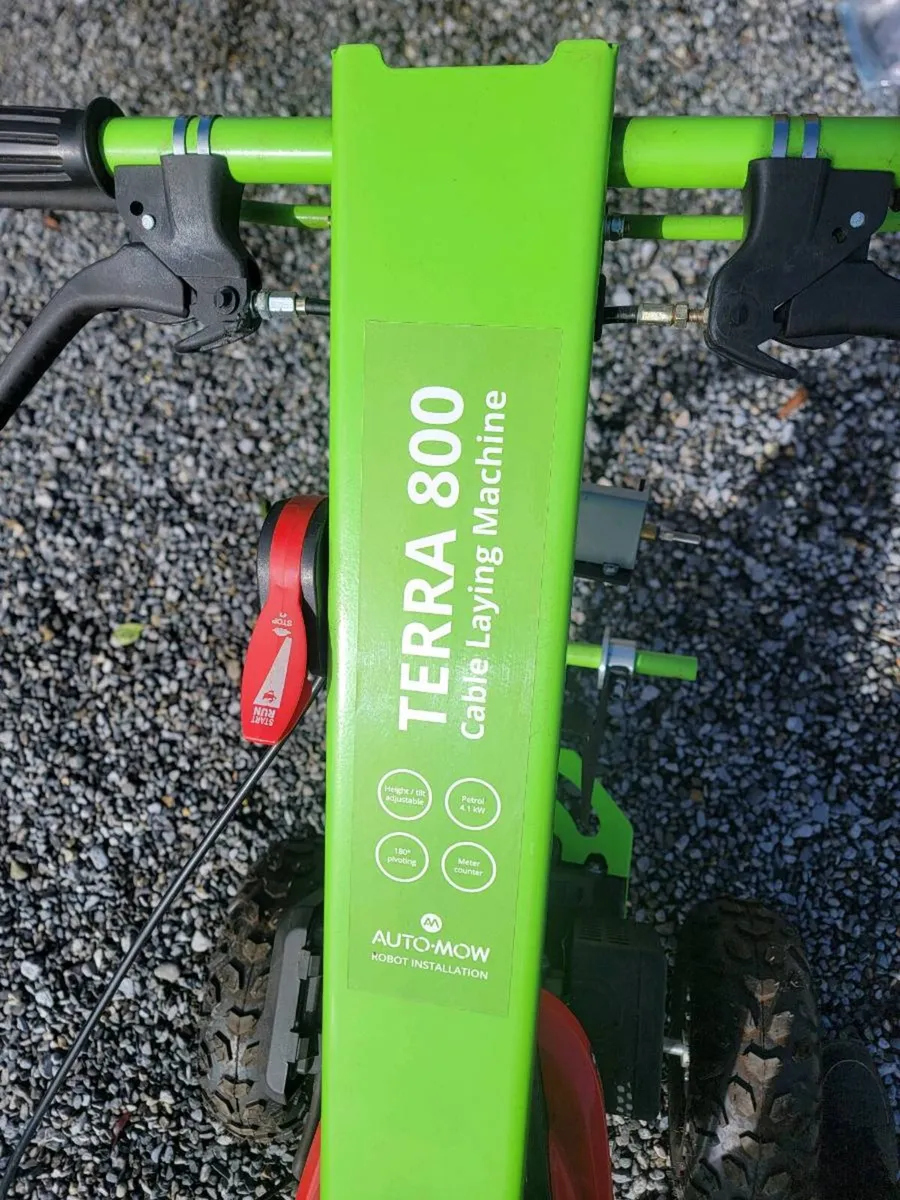 TERRA 800
Cable Laying Machine
Height / tilt
adjustable
Petrol
4.1 kW
180°
pivoting
Meter
counter
AUTO-MOW
ROBOT INSTALLATION
STOP
START
RUN